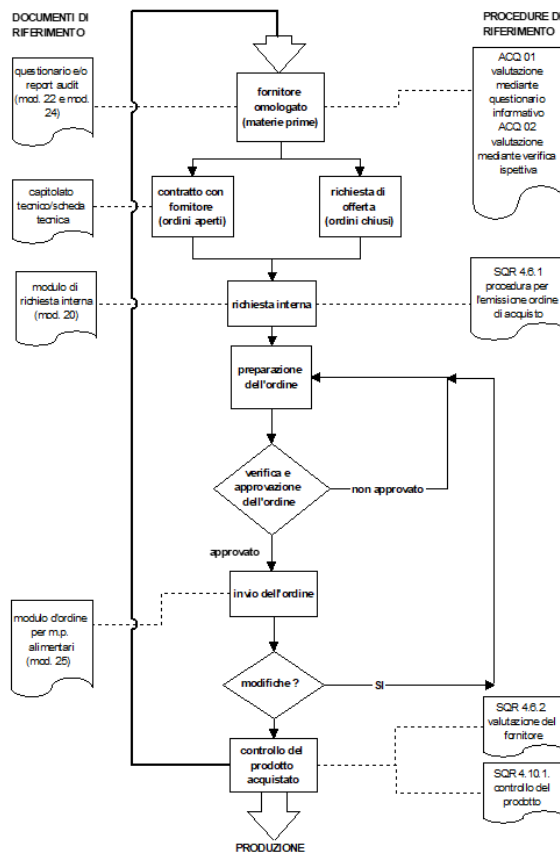 DOCUMENTI DI
RIFERIMENTO
PROCEDURE DI
RIFERIMENTO
questionario e/o
report audit
(mod. 22 e mod.
24)
fornitore
omologato
(materie prime)
ACQ 01
valutazione
mediante
questionario
informativo
ACQ 02
valutazione
mediante verifica
ispettiva
capitolato
tecnico/scheda
tecnica
contratto con
fornitore
(ordini aperti)
richiesta di
offerta
(ordini chiusi)
modulo di
richiesta interna
(mod. 20)
richiesta interna
SQR 4.6.1
procedura per
l'emissione ordine
di acquisto
preparazione
dell'ordine
verifica e
approvazione
dell'ordine
non approvato
approvato
invio dell'ordine
modulo d'ordine
per m.p.
alimentari
(mod. 25)
modifiche ?
SI
SQR 4.6.2
valutazione del
fornitore
controllo del
prodotto
acquistato
SQR 4.10.1.
controllo del
prodotto
PRODUZIONE